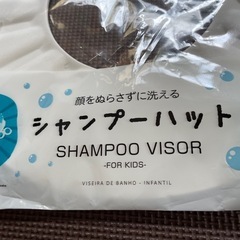 顔をぬらさずに洗える
シャンプーハット
SHAMPOO VISOR
-FOR KIDS-
VISEIRA DE BANHO - INFANTIL